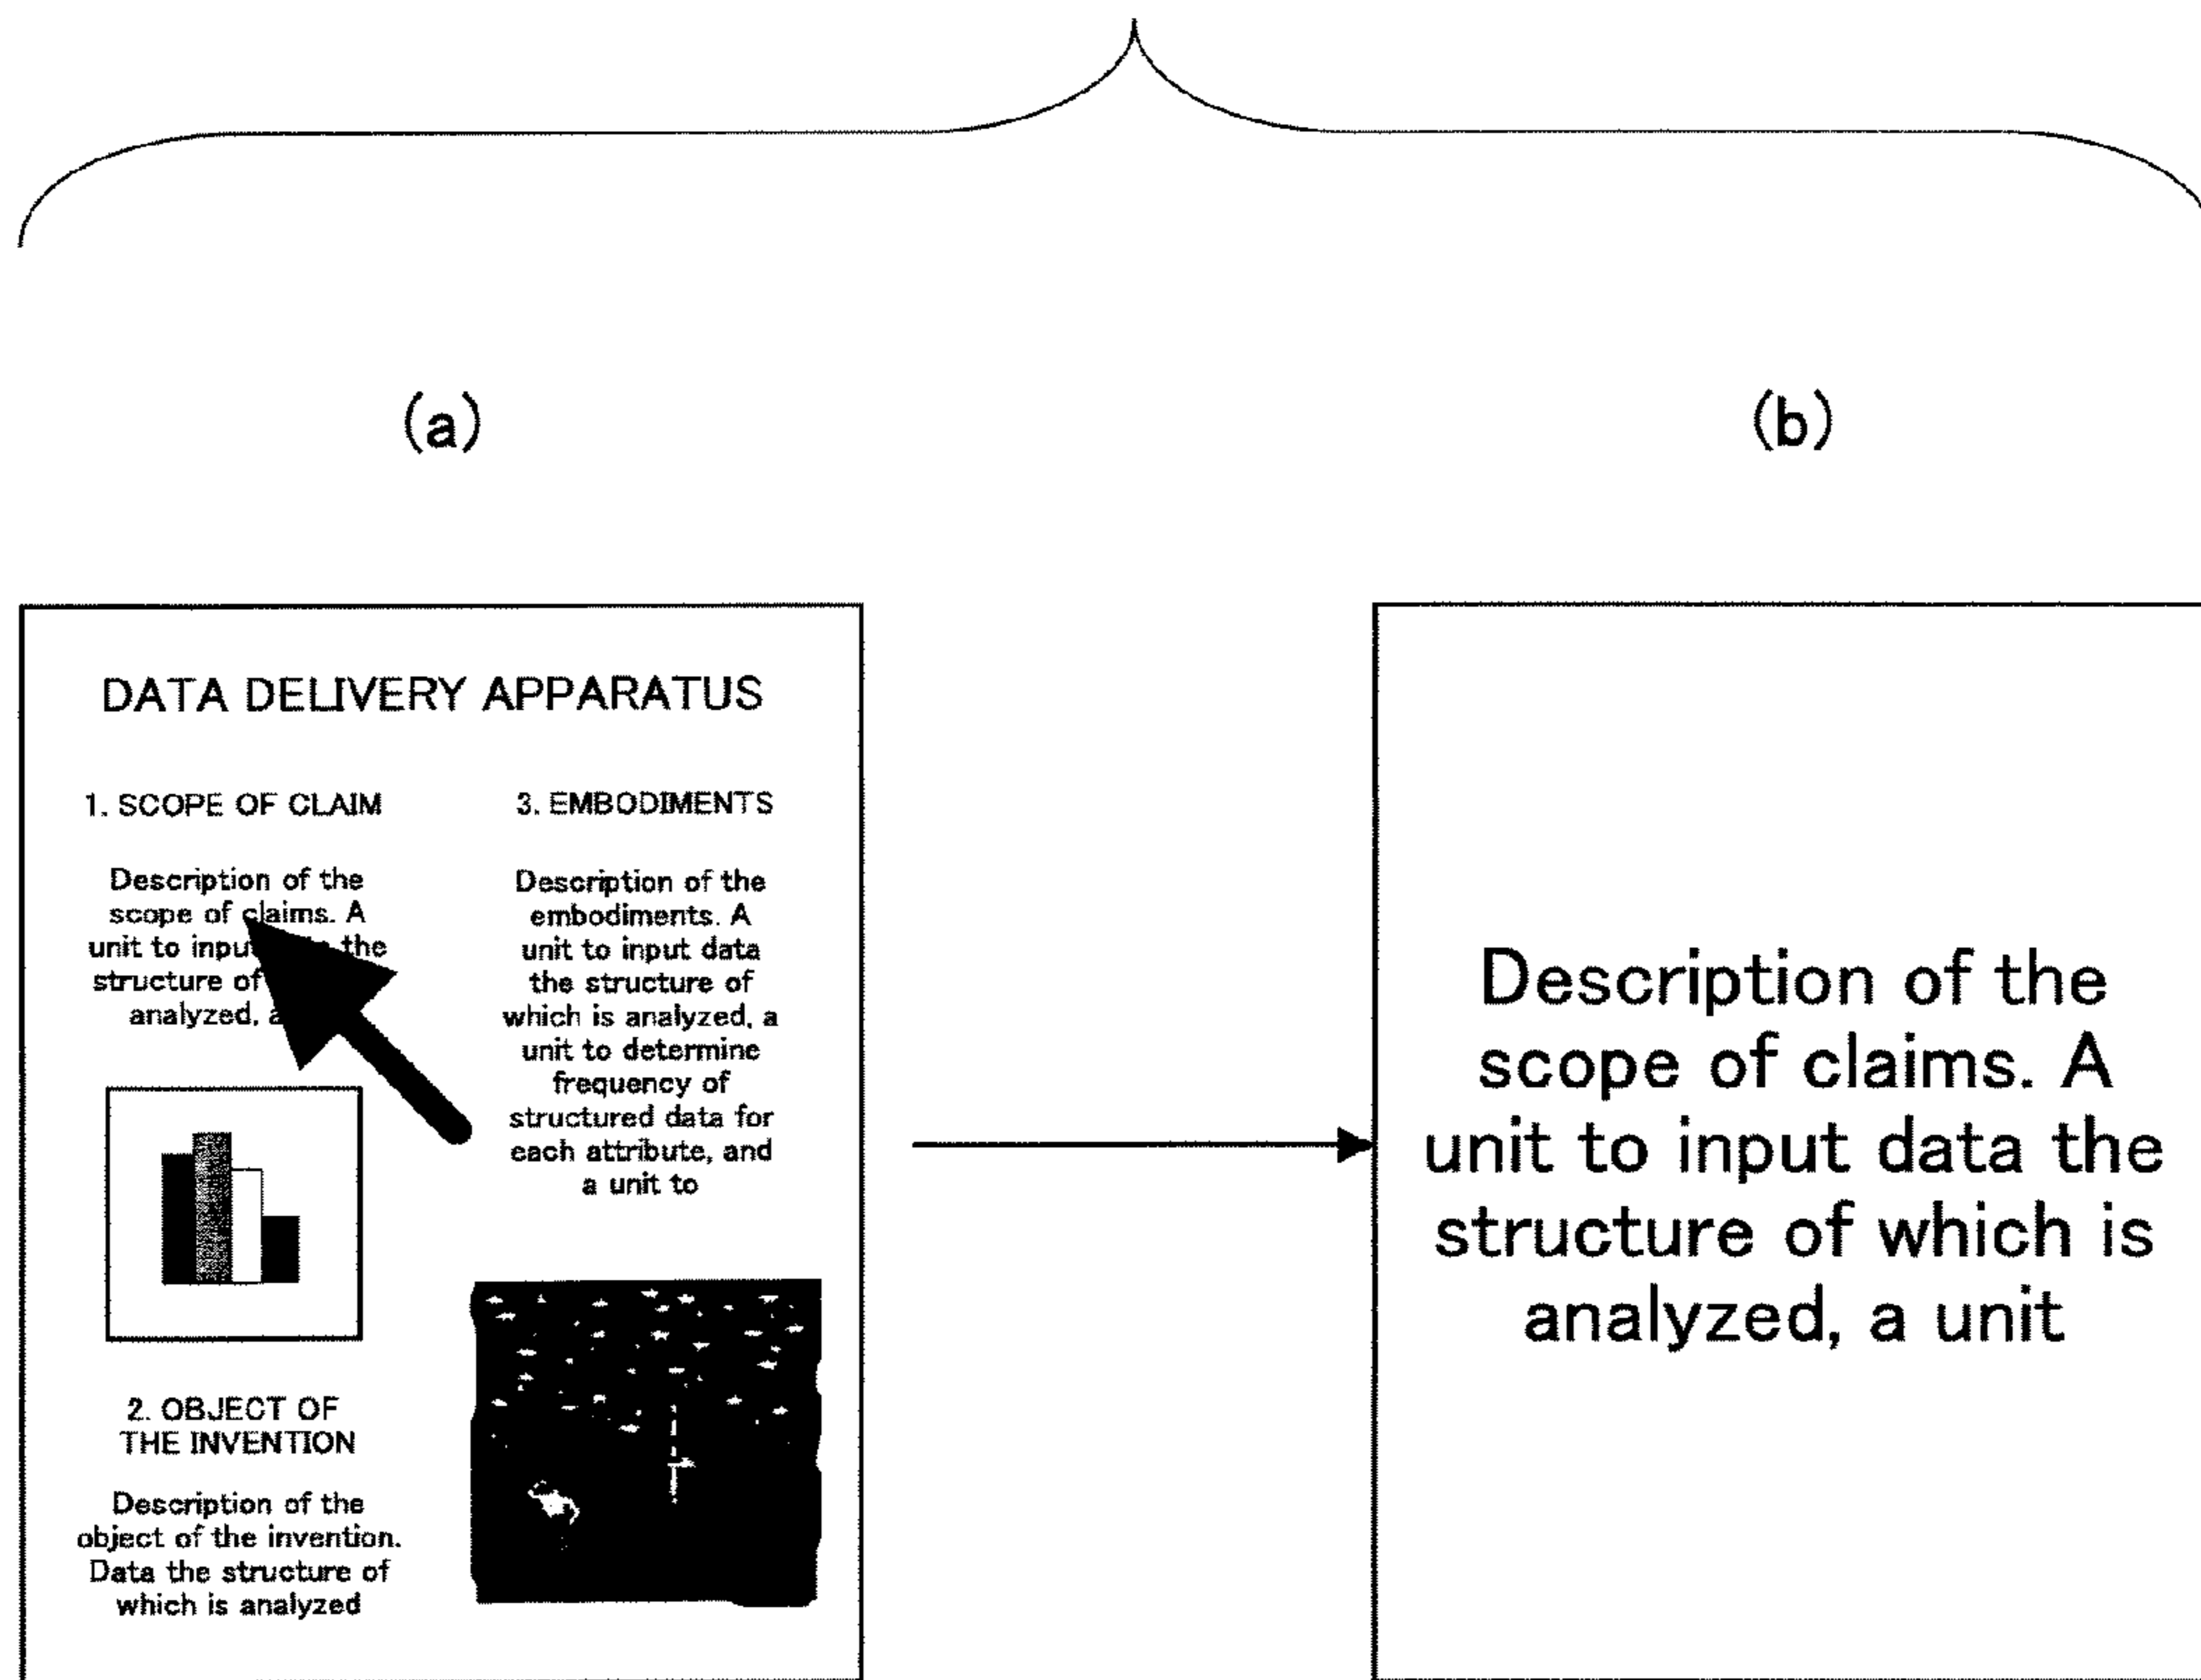 (a)
DATA DELIVERY APPARATUS
1. SCOPE OF CLAIM
Description of the
scope of claims. A
unit to input the
structure of
analyzed, a
2. OBJECT OF
THE INVENTION
Description of the
object of the invention.
Data the structure of
which is analyzed
3. EMBODIMENTS
Description of the
embodiments. A
unit to input data
the structure of
which is analyzed, a
unit to determine
frequency of
structured data for
each attribute, and
a unit to
(b)
Description of the
scope of claims. A
unit to input data the
structure of which is
analyzed, a unit